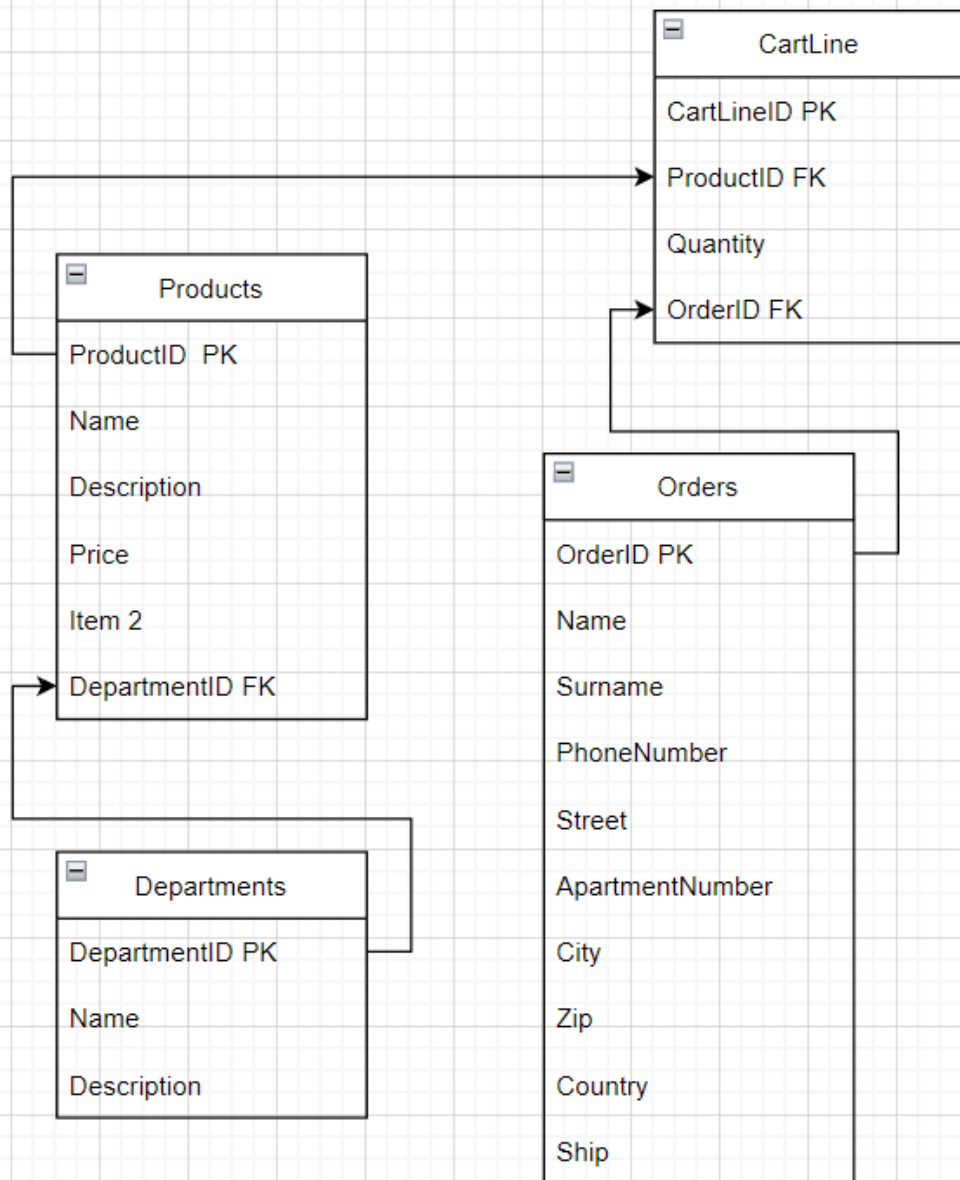 CartLine
CartLineID PK
ProductID FK
Quantity
OrderID FK
Products
ProductID  PK
Name
Description
Price
Item 2
DepartmentID FK
Departments
DepartmentID PK
Name
Description
Orders
OrderID PK
Name
Surname
PhoneNumber
Street
ApartmentNumber
City
Zip
Country
Ship